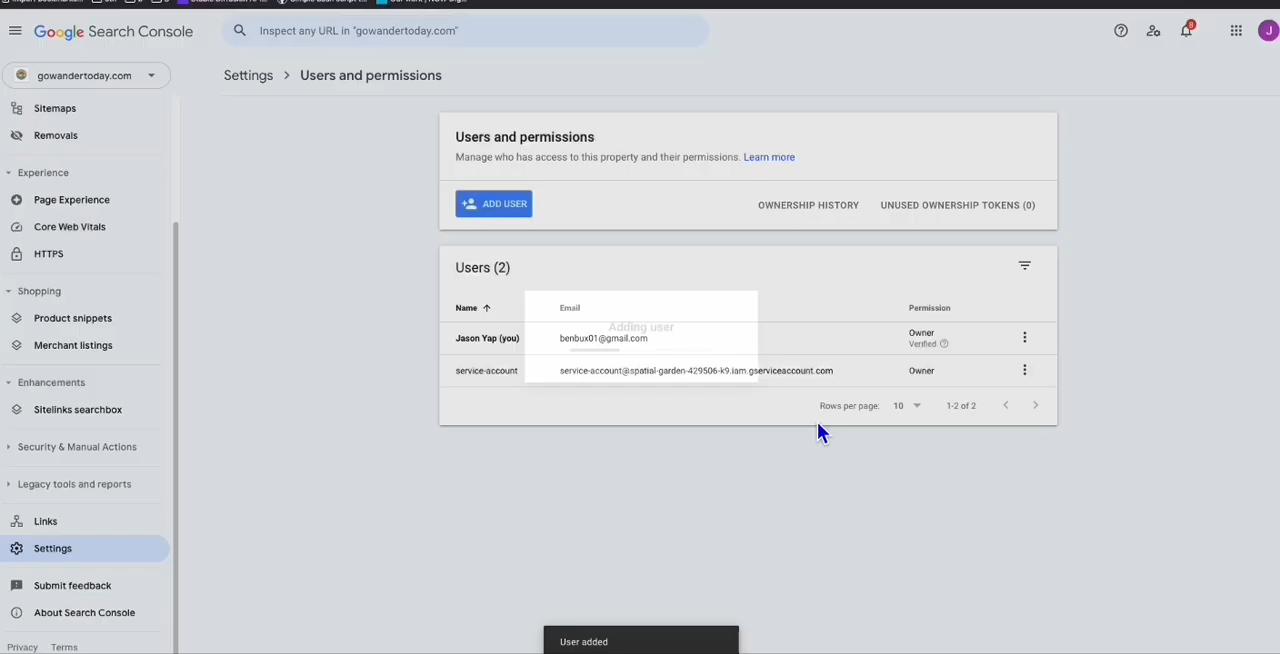 Google Search Console
Inspect any URL in "gowandertoday.com"
8
J
gowandertoday.com
Settings > Users and permissions
Sitemaps
Removals
Experience
Page Experience
Core Web Vitals
HTTPS
Shopping
Product snippets
Merchant listings
Enhancements
Sitelinks searchbox
Security & Manual Actions
Legacy tools and reports
Links
Settings
Submit feedback
About Search Console
Privacy Terms
Users and permissions
Manage who has access to this property and their permissions. Learn more
ADD USER
OWNERSHIP HISTORY
UNUSED OWNERSHIP TOKENS (0)
Users (2)
Name Email Permission
Adding user
Jason Yap (you) benbux01@gmail.com Owner
Verified
service-account service-account@spatial-garden-429506-k9.iam.gserviceaccount.com Owner
Rows per page: 10 1-2 of 2
User added